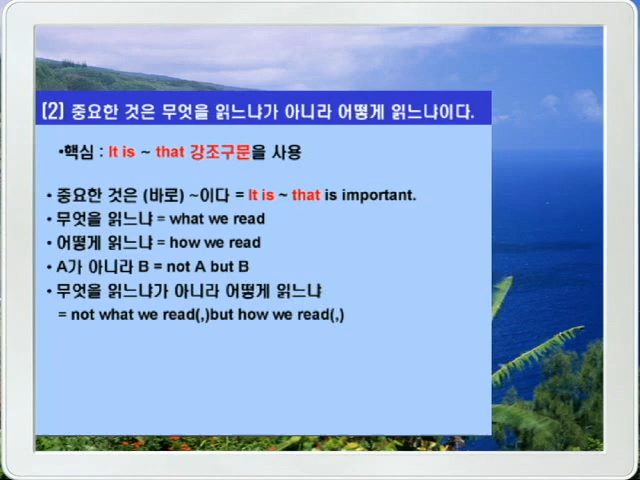 (2) 중요한 것은 무엇을 읽느냐가 아니라 어떻게 읽느냐이다.
•핵심 : It is ~ that 강조구문을 사용
• 중요한 것은 (바로) ~이다 = It is ~ that is important.
• 무엇을 읽느냐 = what we read
• 어떻게 읽느냐 = how we read
• A가 아니라 B = not A but B
• 무엇을 읽느냐가 아니라 어떻게 읽느냐
= not what we read(,)but how we read(,)